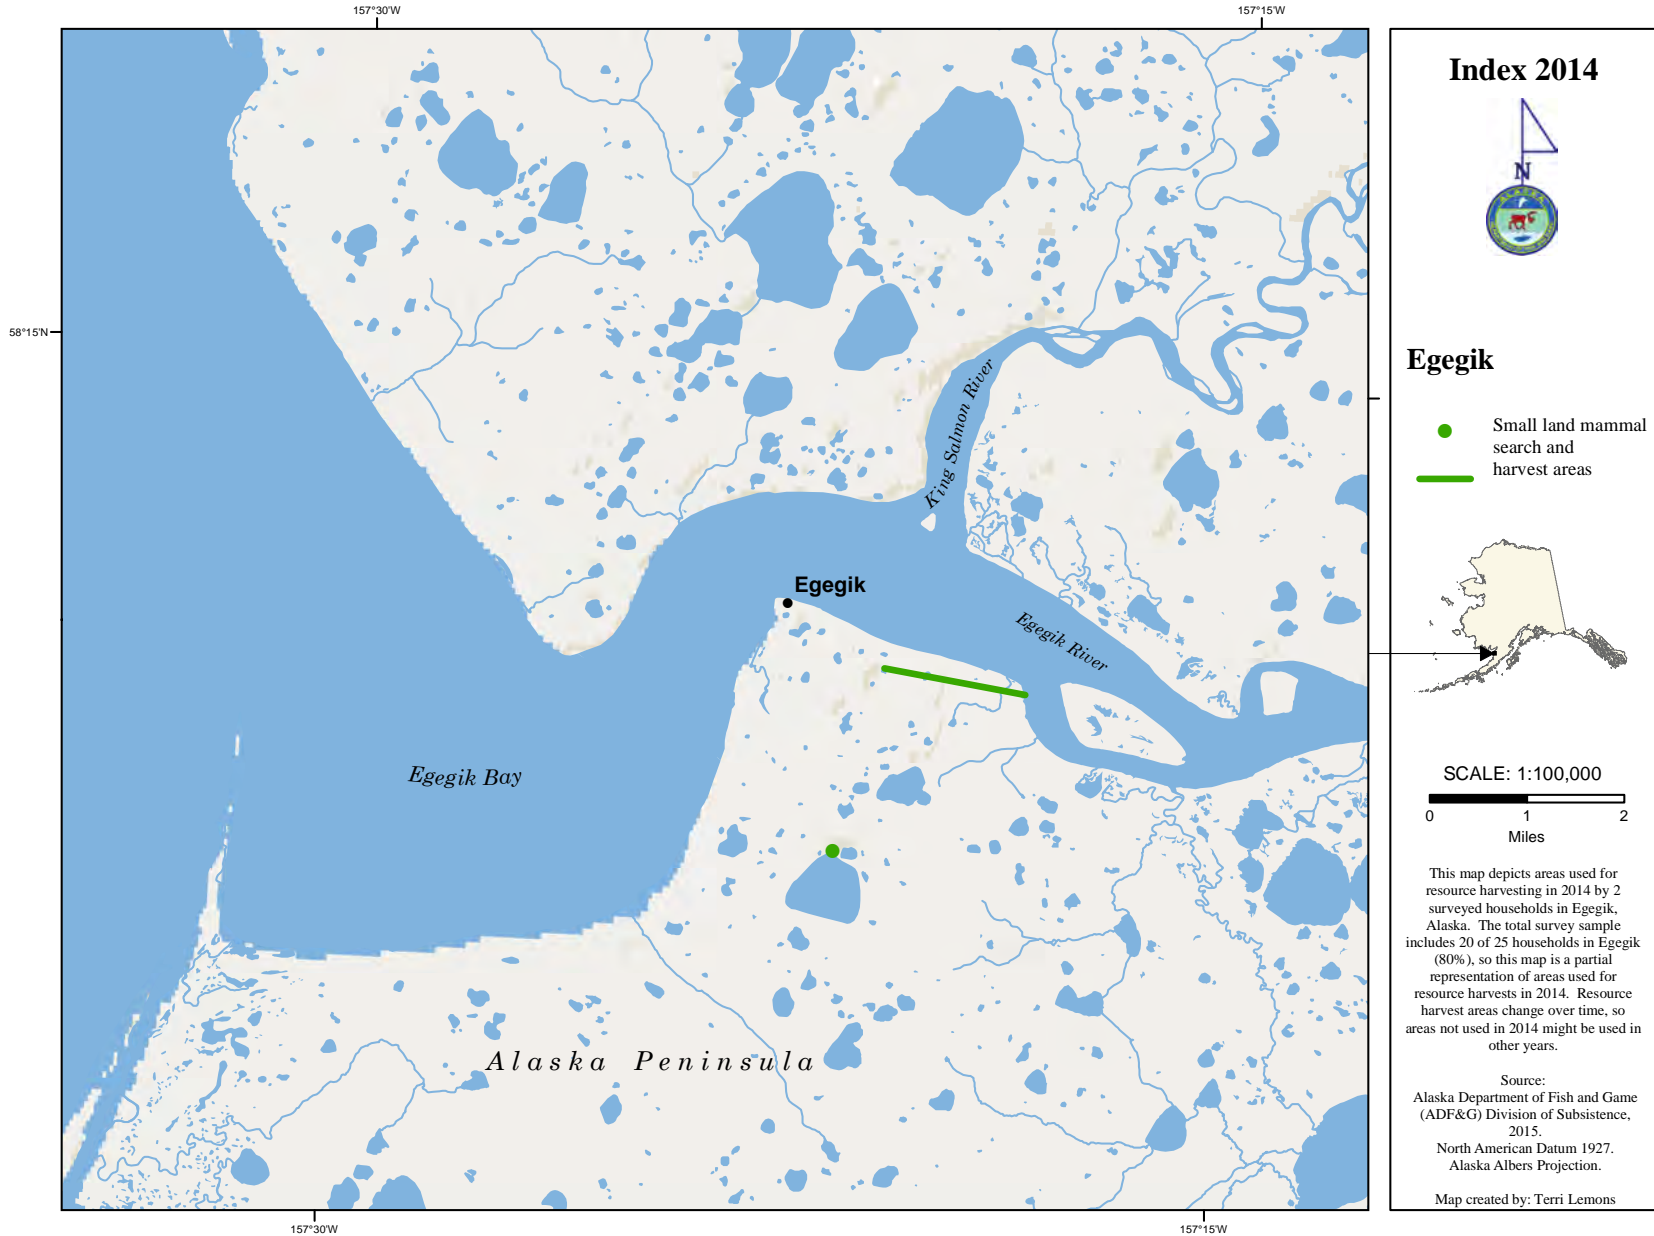 157°30'W
157°15'W
58°15'N
King Salmon River
Egegik
Egegik River
Egegik Bay
Alaska Peninsula
157°30'W
157°15'W
Index 2014
N
Egegik
Small land mammal
search and
harvest areas
SCALE: 1:100,000
0 1 2
Miles
This map depicts areas used for
resource harvesting in 2014 by 2
surveyed households in Egegik,
Alaska. The total survey sample
includes 20 of 25 households in Egegik
(80%), so this map is a partial
representation of areas used for
resource harvests in 2014. Resource
harvest areas change over time, so
areas not used in 2014 might be used in
other years.
Source:
Alaska Department of Fish and Game
(ADF&G) Division of Subsistence,
2015.
North American Datum 1927.
Alaska Albers Projection.
Map created by: Terri Lemons